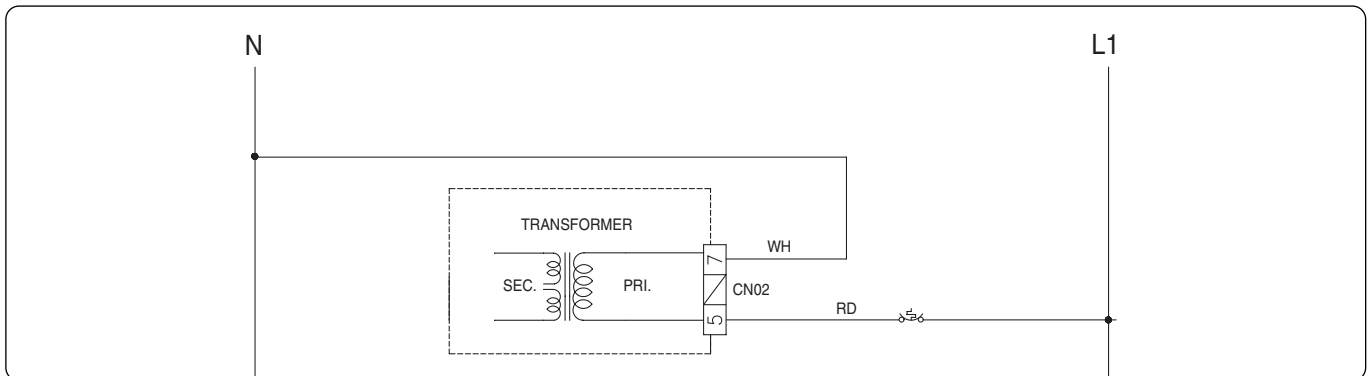 N L1
TRANSFORMER
7 WH
SEC. PRI. CN02
5 RD